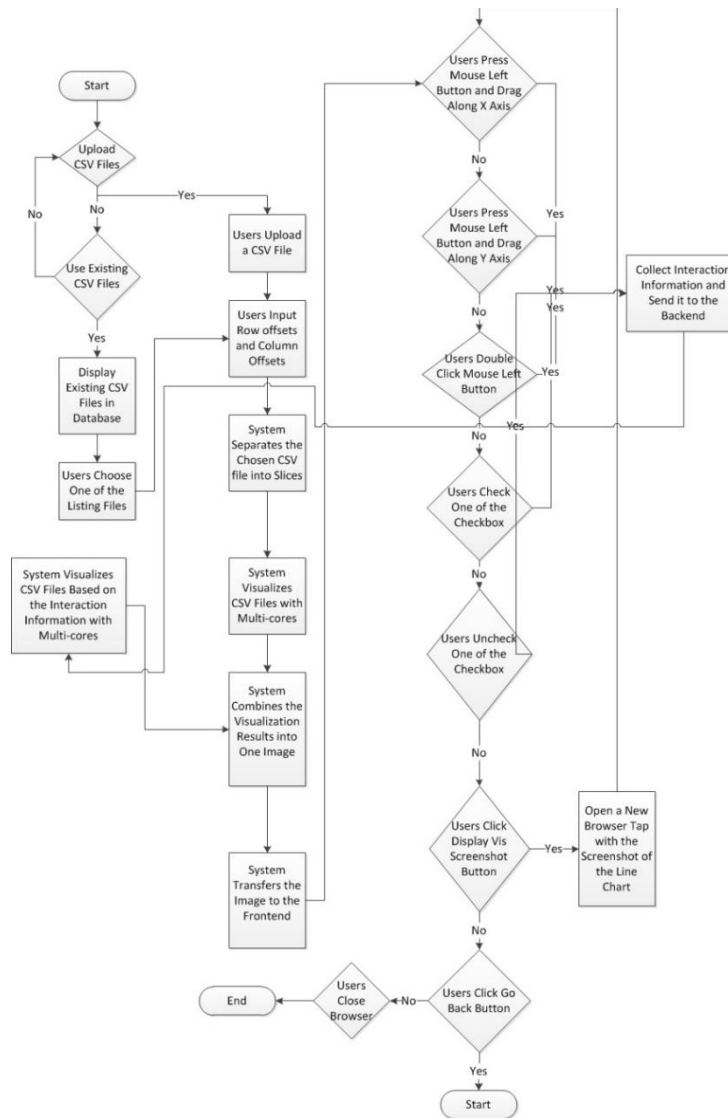 Start
Upload
CSV Files
No
No
Yes
Use Existing
CSV Files
Yes
Display
Existing CSV
Files in
Database
Users Choose
One of the
Listing Files
Users Upload
a CSV File
Users Input
Row offsets
and Column
Offsets
System
Separates the
Chosen CSV
file into Slices
System Visualizes
CSV Files Based on
the Interaction
Information with
Multi-cores
System
Visualizes
CSV Files with
Multi-cores
System
Combines the
Visualization
Results into
One Image
System
Transfers the
Image to the
Frontend
Users Press
Mouse Left
Button and Drag
Along X Axis
No
Yes
Users Press
Mouse Left
Button and Drag
Along Y Axis
No
Yes
Yes
Collect Interaction
Information and
Send it to the
Backend
Users Double
Click Mouse Left
Button
Yes
No
Yes
Users Check
One of the
Checkbox
No
Users Uncheck
One of the
Checkbox
No
Users Click
Display Vis
Screenshot
Button
Yes
Open a New
Browser Tap
with the
Screenshot of
the Line
Chart
No
Users Click Go
Back Button
No
Users
Close
Browser
End
Yes
Start